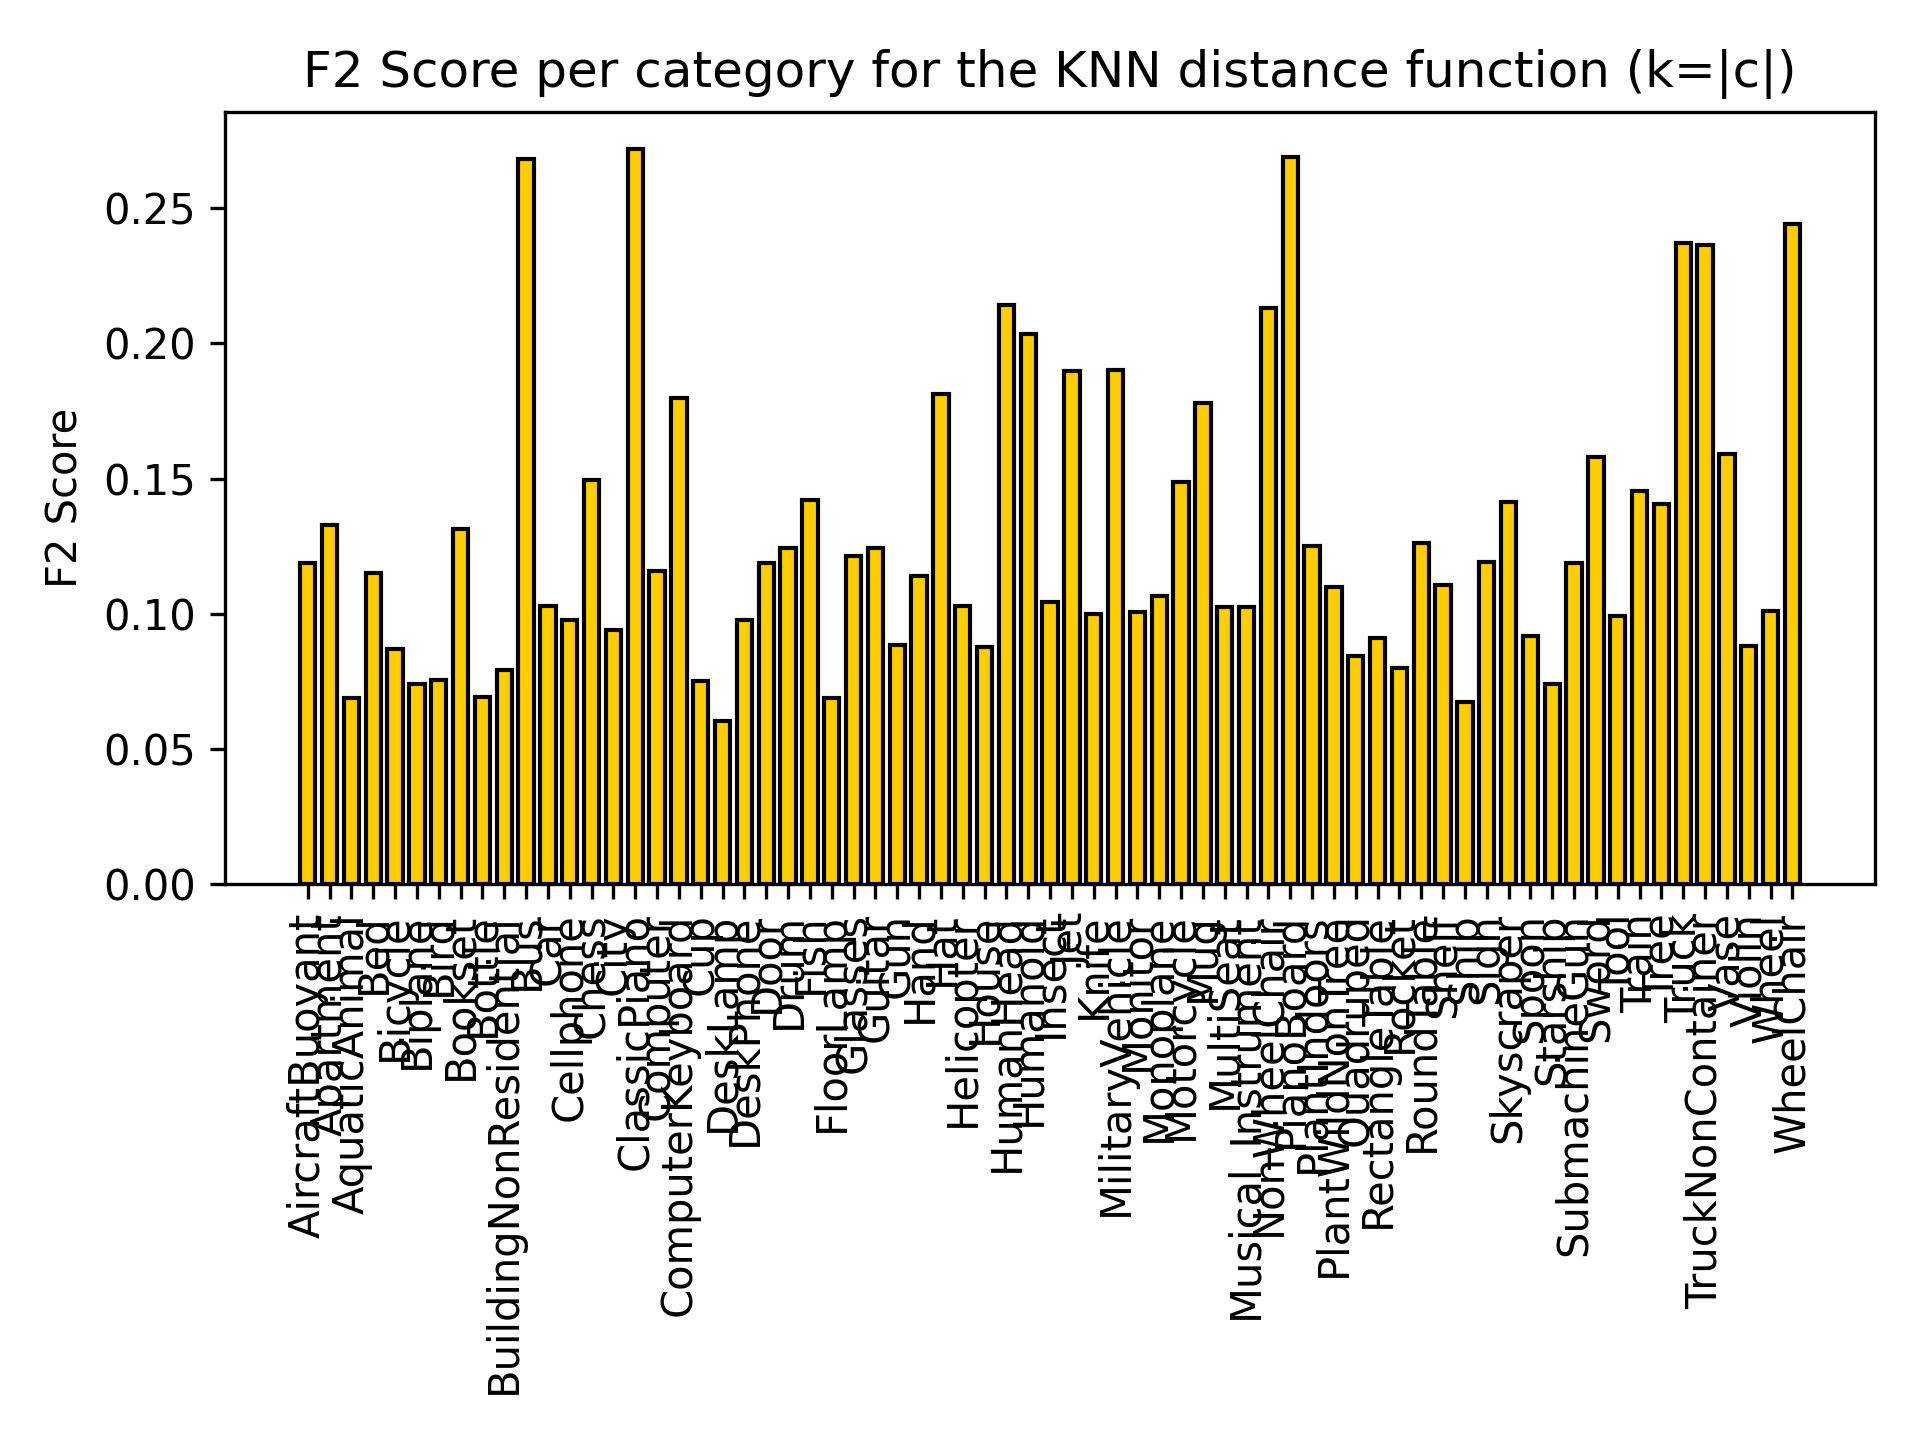 F2 Score per category for the KNN distance function (k=|c|)
F2 Score
0.25
0.20
0.15
0.10
0.05
0.00
AircraftBuoyant
Apartment
AquaticAnimal
Bed
Bicycle
Biplane
Bird
Bookset
Bottle
BuildingNonResidential
Bus
Car
Cellphone
Chess
City
ClassicPiano
Computer
ComputerKeyboard
Cup
DeskLamp
DeskPhone
Door
Drum
Fish
FloorLamp
Glasses
Guitar
Gun
Hand
Hat
Helicopter
House
HumanHead
Humanoid
Insect
Jet
Knife
MilitaryVehicle
Monitor
Monoplane
Motorcycle
Mug
MultiSeat
Musical_Instrument
NonWheelChair
PianoBoard
PlantIndoors
PlantWildNonTree
Quadruped
RectangleTable
Rocket
RoundTable
Shelf
Ship
Sign
Skyscraper
Spoon
Starship
SubmachineGun
Sword
Tool
Train
Tree
Truck
TruckNonContainer
Vase
Violin
Wheel
WheelChair